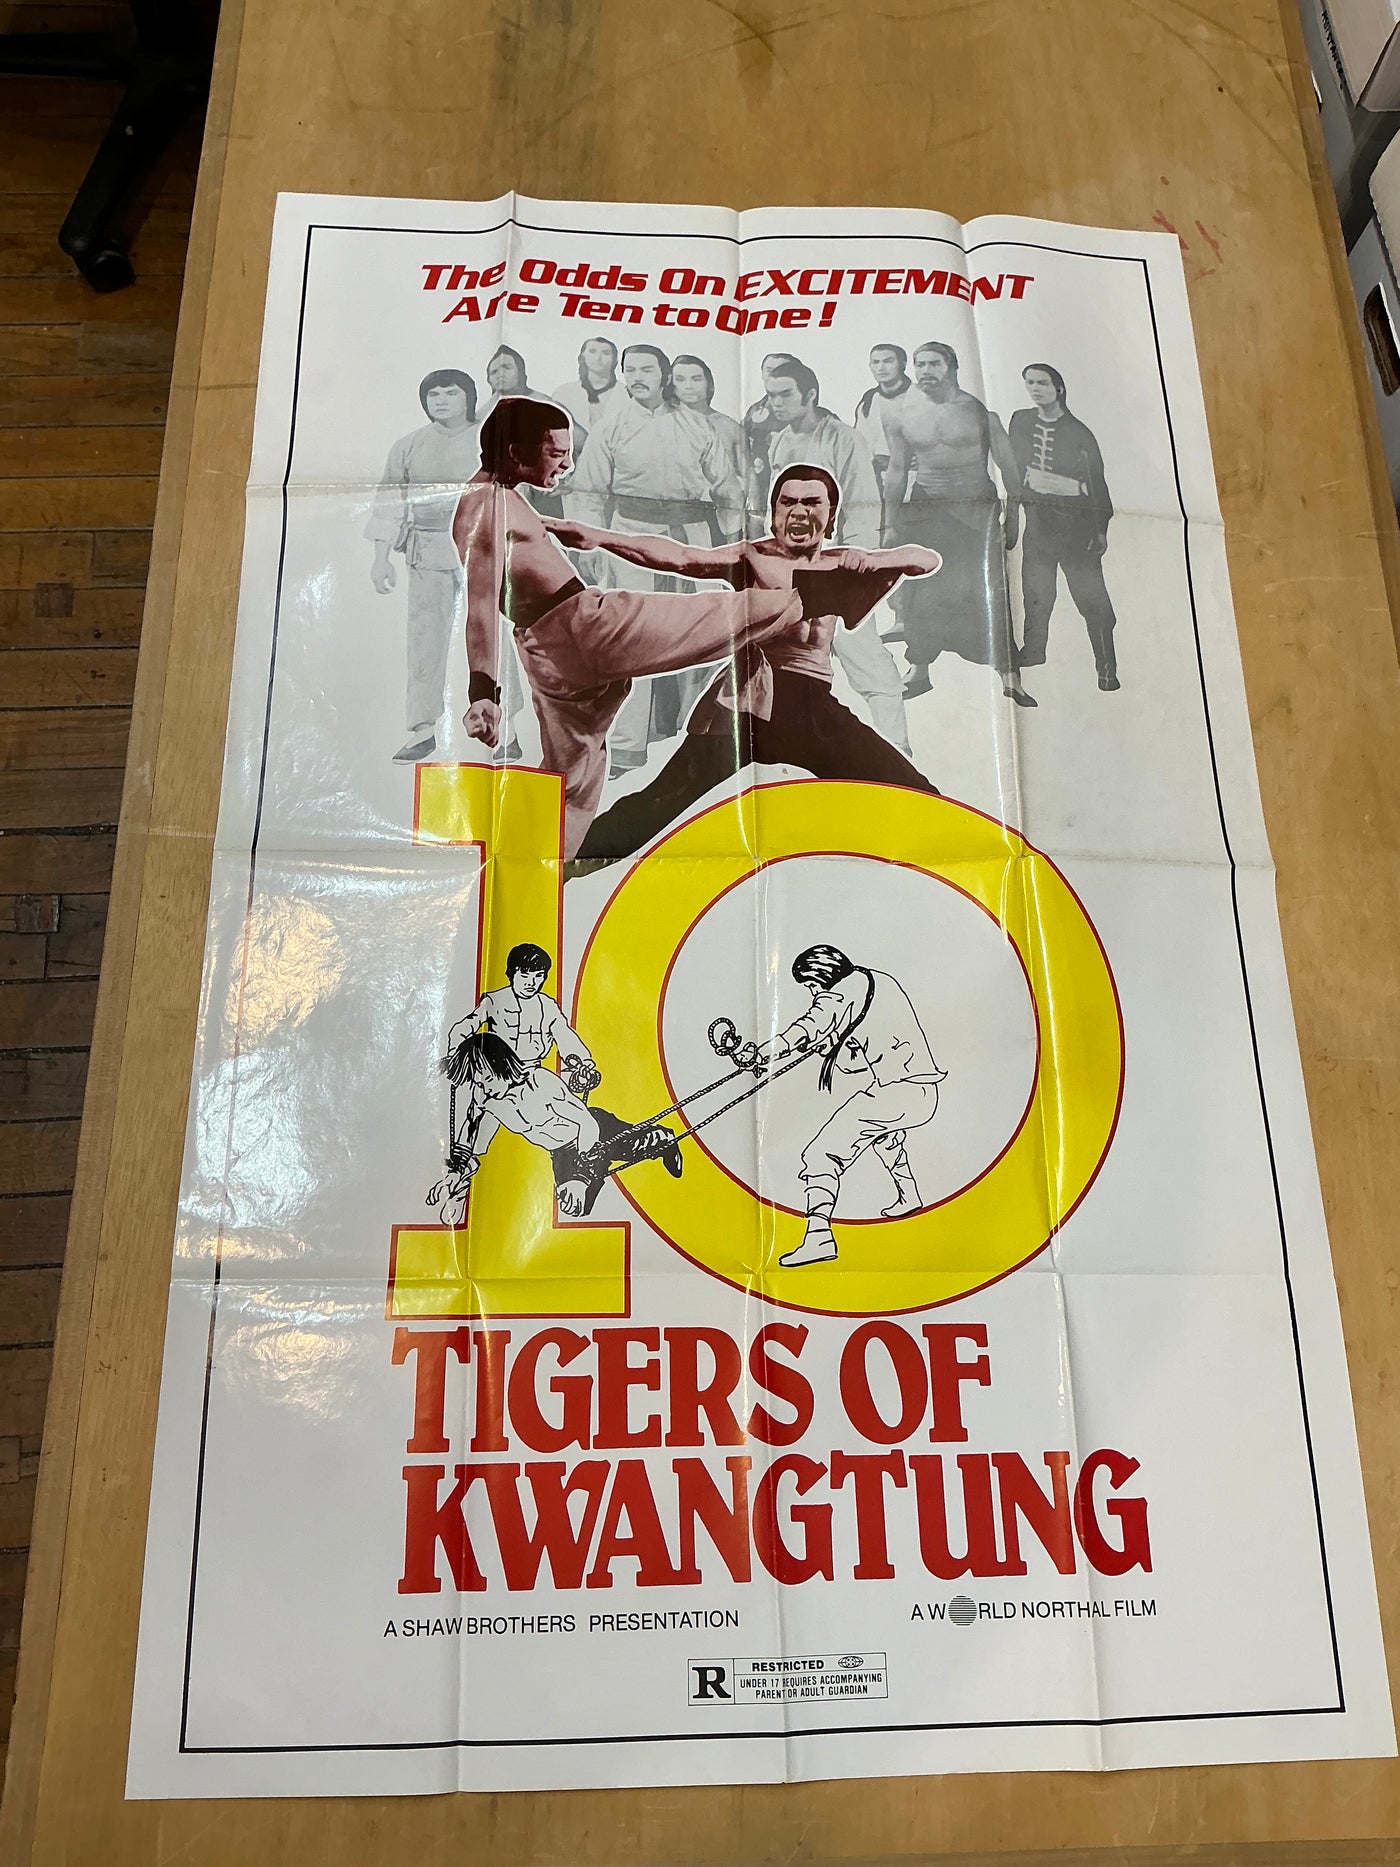 The Odds On EXCITEMENT
Are Ten to One!
10
TIGERS OF
KWANGTUNG
A SHAW BROTHERS PRESENTATION
A WORLD NORTHAL FILM
R
RESTRICTED
UNDER 17 REQUIRES ACCOMPANYING
PARENT OR ADULT GUARDIAN